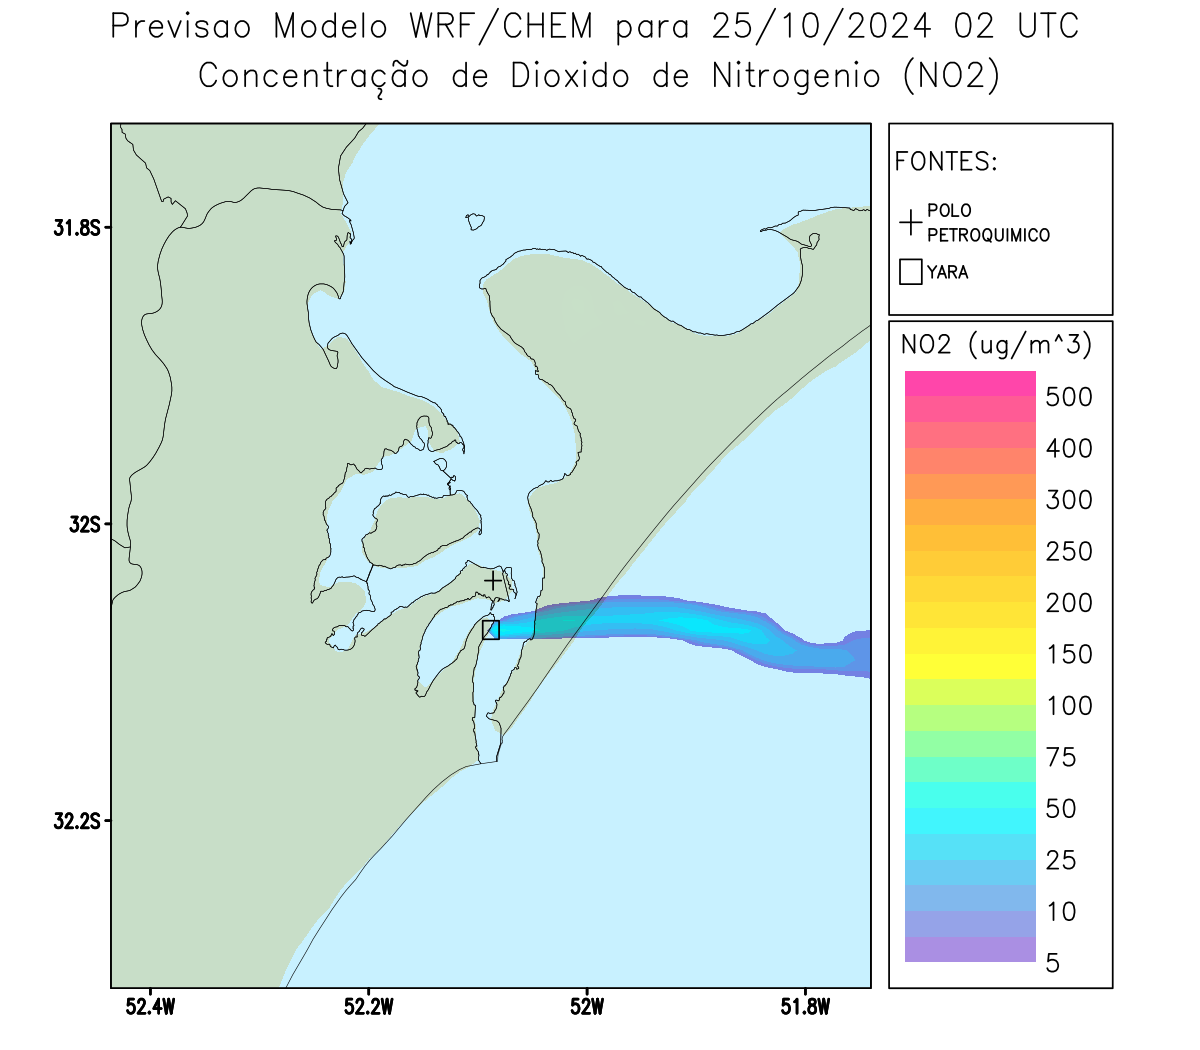 Previsao Modelo WRF/CHEM para 25/10/2024 02 UTC
Concentração de Dioxido de Nitrogenio (NO2)
FONTES:
POLO
PETROQUIMICO
YARA
NO2 (ug/m^3)
500
400
300
250
200
150
100
75
50
25
10
5
31.8S
32S
32.2S
52.4W
52.2W
52W
51.8W